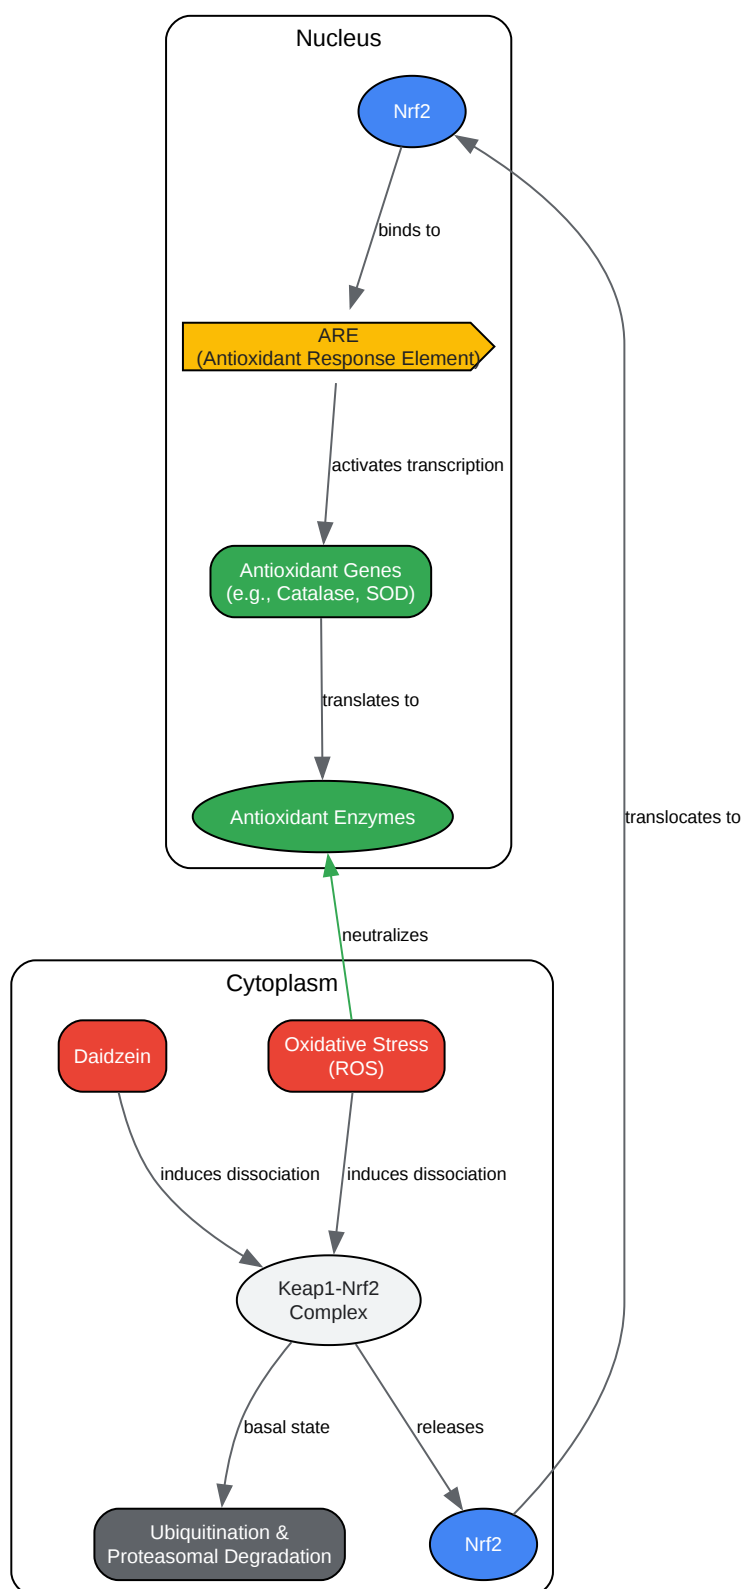 Nucleus
Nrf2
binds to
ARE
(Antioxidant Response Element)
activates transcription
Antioxidant Genes
(e.g., Catalase, SOD)
translates to
Antioxidant Enzymes
translocates to
neutralizes
Cytoplasm
Daidzein
Oxidative Stress
(ROS)
induces dissociation
induces dissociation
Keap1-Nrf2
Complex
basal state
releases
Ubiquitination &
Proteasomal Degradation
Nrf2